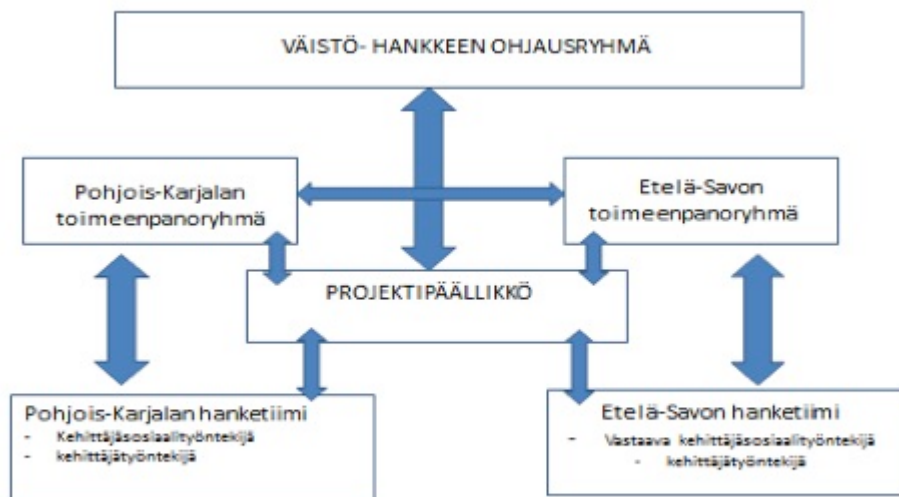 VÄISTÖ- HANKKEEN OHJAUSRYHMÄ
Pohjois-Karjalan
toimeenpanoryhmä
Etelä-Savon
toimeenpanoryhmä
PROJEKTIPÄÄLLIKKÖ
Pohjois-Karjalan hanketiimi
- Kehittäjäsosiaalityöntekijä
- kehittäjätyöntekijä
Etelä-Savon hanketiimi
- Vastaava kehittäjäsosiaalityöntekijä
- kehittäjätyöntekijä